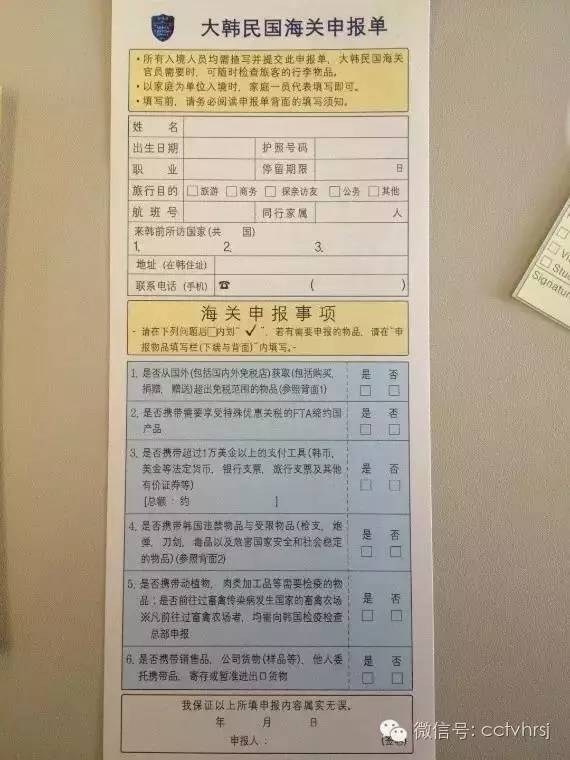 大韩民国海关申报单
• 所有入境人员均需填写并提交此申报单，大韩民国海关
官员需要时，可随时检查旅客的行李物品。
• 以家庭为单位入境时，家庭一员代表填写即可。
• 填写前，请务必阅读申报单背面的填写须知。
姓 名
出生日期 护照号码
职 业 停留期限 日
旅行目的 □旅游 □商务 □探亲访友 □公务 □其他
航班号 同行家属 人
来韩前所访国家(共 国)
1. 2. 3.
地址 (在韩住址)
联系电话 (手机) ☎ ( )
海关申报事项
- 请在下列问题后□内划"✓"，若有需要申报的物品，请在"申
报物品填写栏(下端与背面)"内填写。-
1. 是否从国外(包括国内外免税店)获取(包括购买， 是 否
捐赠，赠送)超出免税范围的物品(参照背面1) □ □
2. 是否携带需要享受特殊优惠关税的FTA缔约国 是 否
产品 □ □
3. 是否携带超过1万美金以上的支付工具(韩币， 是 否
美金等法定货币，银行支票，旅行支票及其他 □ □
有价证券等)
[总额：约 ]
4. 是否携带韩国违禁物品与受限物品(枪支，炮 是 否
弹，刀剑，毒品以及危害国家安全和社会稳定 □ □
的物品)(参照背面2)
5. 是否携带动植物，肉类加工品等需要检疫的物 是 否
品；是否前往过畜禽传染病发生国家的畜禽农场 □ □
※凡前往过畜禽农场者，均需向韩国检疫检查
总部申报
6. 是否携带销售品，公司货物(样品等)，他人委 是 否
托携带品，寄存或暂准进出口货物 □ □
我保证以上所填申报内容属实无误。
年 月 日
申报人：
微信号: cctvhrsj
Signatur